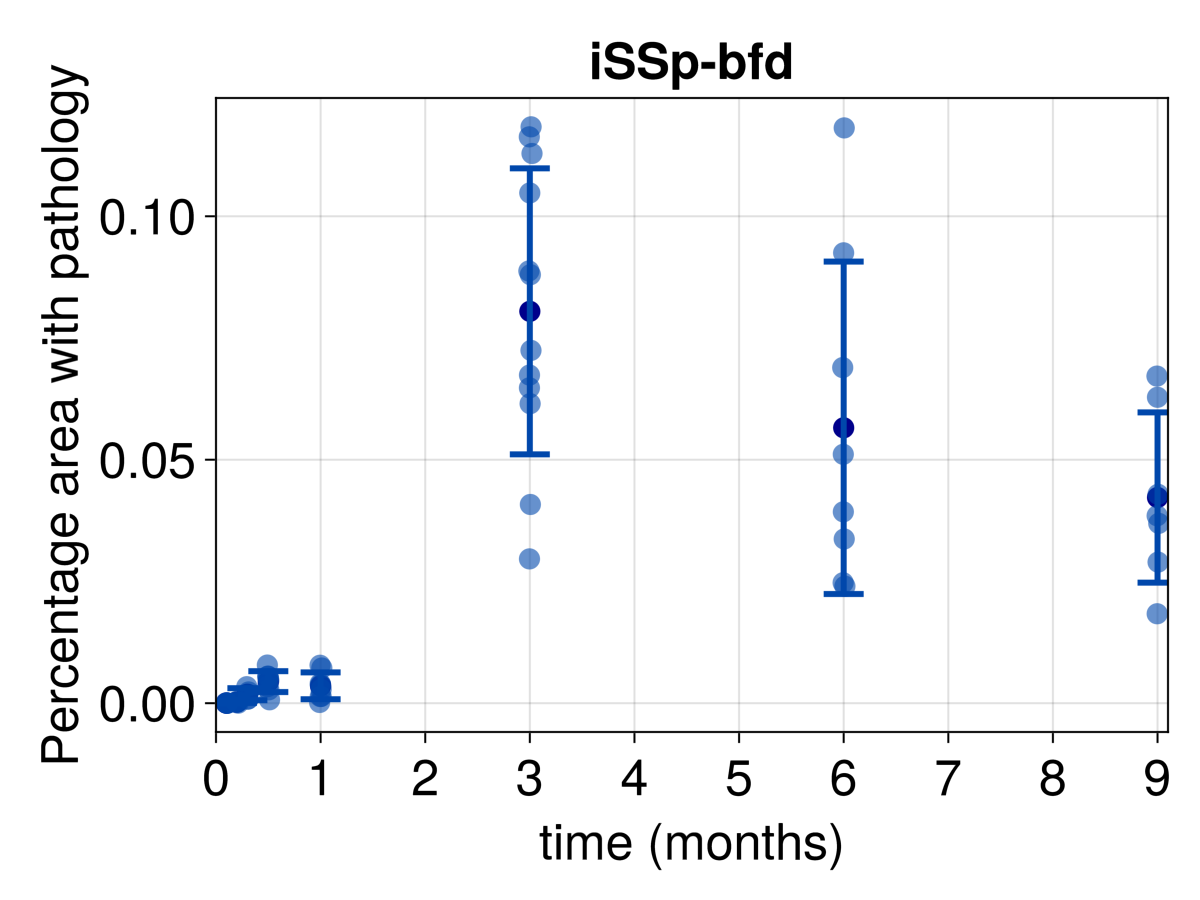 iSSp-bfd
Percentage area with pathology
0.10
0.05
0.00
0 1 2 3 4 5 6 7 8 9
time (months)